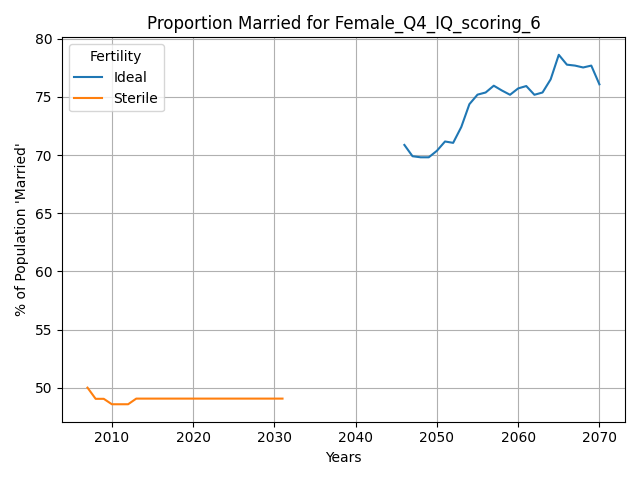 Proportion Married for Female_Q4_IQ_scoring_6
Fertility
Ideal
Sterile
% of Population 'Married'
80
75
70
65
60
55
50
2010
2020
2030
2040
2050
2060
2070
Years